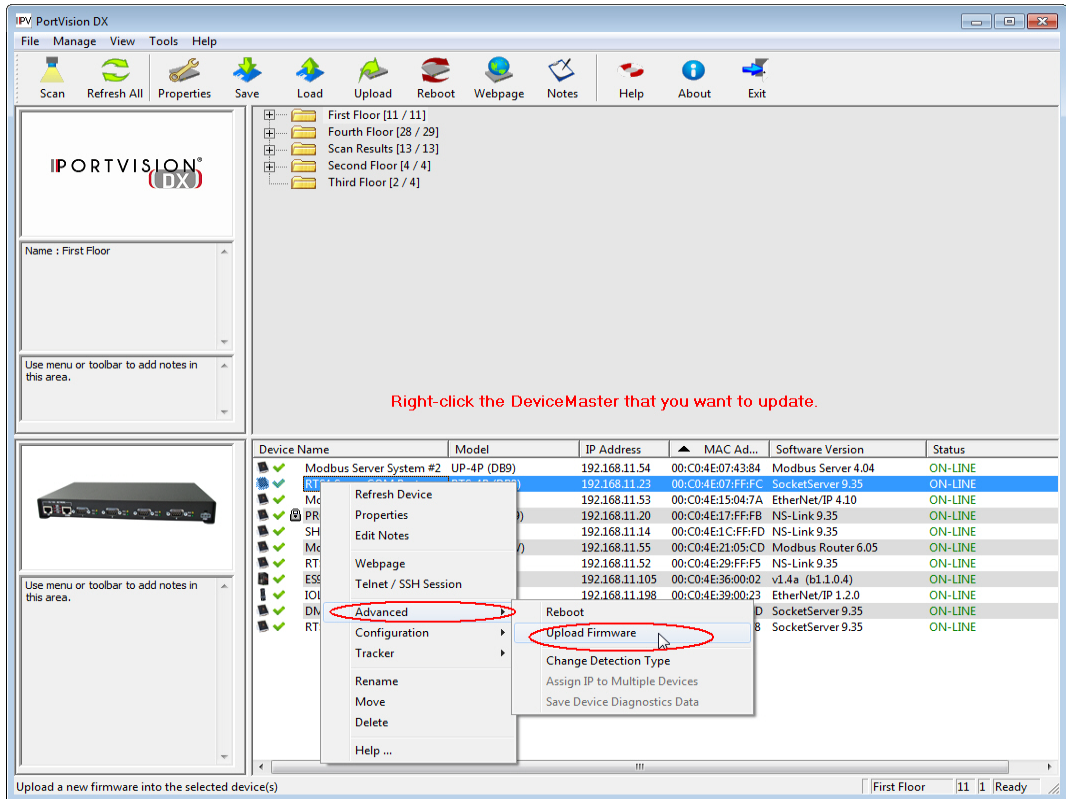 IPV PortVision DX
File Manage View Tools Help
Scan Refresh All Properties Save Load Upload Reboot Webpage Notes Help About Exit
PORTVISION®
DX
Name : First Floor
Use menu or toolbar to add notes in
this area.
First Floor [11 / 11]
Fourth Floor [28 / 29]
Scan Results [13 / 13]
Second Floor [4 / 4]
Third Floor [2 / 4]
Right-click the DeviceMaster that you want to update.
Use menu or toolbar to add notes in
this area.
Device Name Model IP Address MAC Ad... Software Version Status
Modbus Server System #2 UP-4P (DB9) 192.168.11.54 00:C0:4E:07:43:84 Modbus Server 4.04 ON-LINE
192.168.11.23 00:C0:4E:07:FF:FC SocketServer 9.35 ON-LINE
192.168.11.53 00:C0:4E:15:04:7A EtherNet/IP 4.10 ON-LINE
PR 192.168.11.20 00:C0:4E:17:FF:FB NS-Link 9.35 ON-LINE
SH 192.168.11.14 00:C0:4E:1C:FF:FD NS-Link 9.35 ON-LINE
Mo 192.168.11.55 00:C0:4E:21:05:CD Modbus Router 6.05 ON-LINE
RT 192.168.11.52 00:C0:4E:29:FF:F5 NS-Link 9.35 ON-LINE
ES9 192.168.11.105 00:C0:4E:36:00:02 v1.4a (b1.1.0.4) ON-LINE
IOL 192.168.11.198 00:C0:4E:39:00:23 EtherNet/IP 1.2.0 ON-LINE
DM D SocketServer 9.35 ON-LINE
RT 8 SocketServer 9.35 ON-LINE
Refresh Device
Properties
Edit Notes
Webpage
Telnet / SSH Session
Advanced
Configuration
Tracker
Rename
Move
Delete
Help ...
Reboot
Upload Firmware
Change Detection Type
Assign IP to Multiple Devices
Save Device Diagnostics Data
Upload a new firmware into the selected device(s) First Floor 11 1 Ready